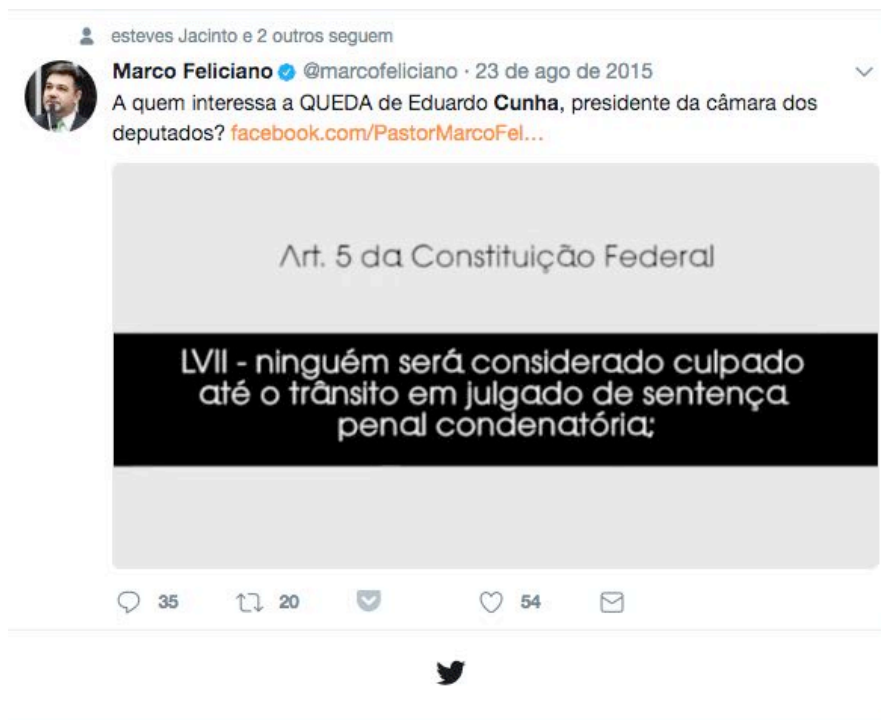 esteves Jacinto e 2 outros seguem
Marco Feliciano @marcofeliciano · 23 de ago de 2015
A quem interessa a QUEDA de Eduardo Cunha, presidente da câmara dos
deputados? facebook.com/PastorMarcoFel...
Art. 5 da Constituição Federal
LVII - ninguém será considerado culpado
até o trânsito em julgado de sentença
penal condenatória;
35 20 54